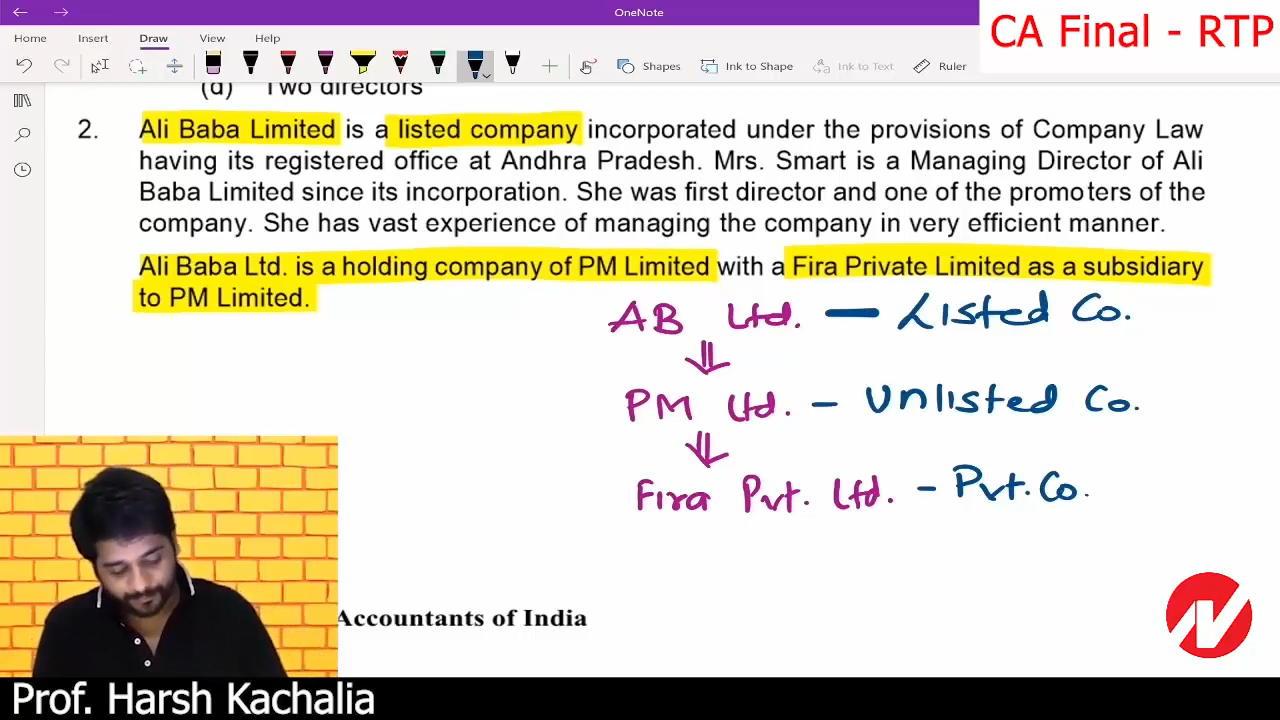 OneNote
CA Final - RTP
Home Insert Draw View Help
Shapes Ink to Shape Ink to Text Ruler
(d) Two directors
2. Ali Baba Limited is a listed company incorporated under the provisions of Company Law
having its registered office at Andhra Pradesh. Mrs. Smart is a Managing Director of Ali
Baba Limited since its incorporation. She was first director and one of the promoters of the
company. She has vast experience of managing the company in very efficient manner.
Ali Baba Ltd. is a holding company of PM Limited with a Fira Private Limited as a subsidiary
to PM Limited.
AB Ltd. — Listed Co.
PM Ltd. - Unlisted Co.
Fira Pvt. Ltd. - Pvt. Co.
Accountants of India
Prof. Harsh Kachalia